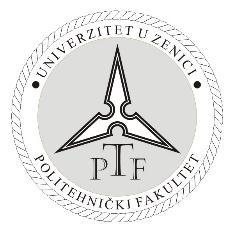 UNIVERZITET U ZENICI
PTF
POLITEHNIČKI FAKULTET